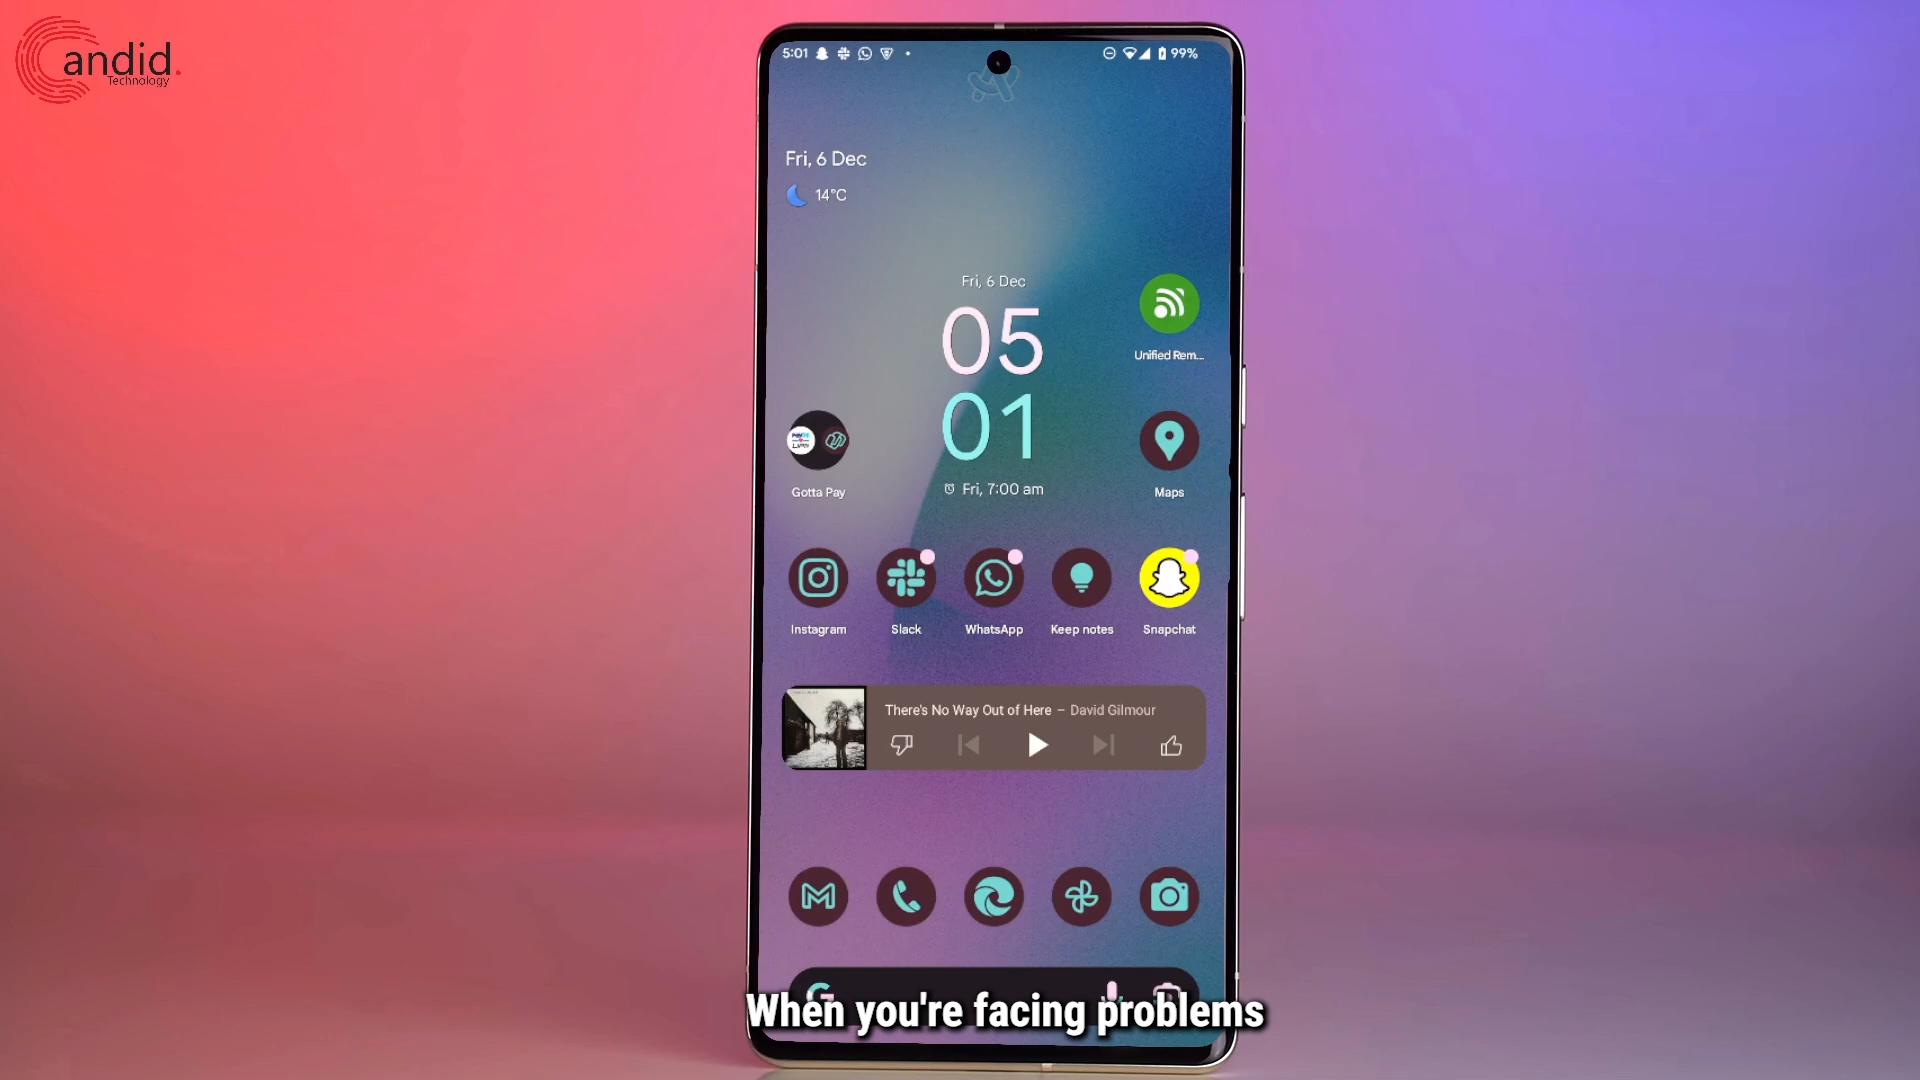 Candid.
Technology
5:01
99%
Fri, 6 Dec
14°C
Fri, 6 Dec
05
01
Fri, 7:00 am
Unified Rem...
Gotta Pay
Maps
Instagram
Slack
WhatsApp
Keep notes
Snapchat
There's No Way Out of Here – David Gilmour
When you're facing problems